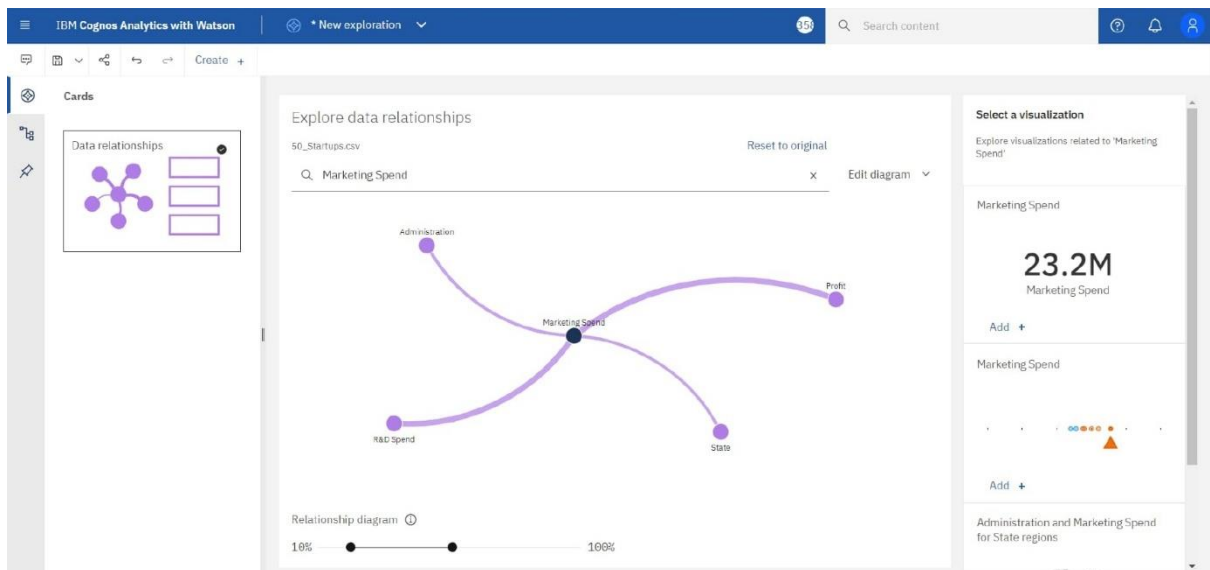 IBM Cognos Analytics with Watson
* New exploration
358
Search content
Create +
Cards
Data relationships
Explore data relationships
50_Startups.csv
Reset to original
Marketing Spend
x
Edit diagram
Administration
Profit
Marketing Spend
R&D Spend
State
Relationship diagram
10%
100%
Select a visualization
Explore visualizations related to 'Marketing
Spend'
Marketing Spend
23.2M
Marketing Spend
Add +
Marketing Spend
Add +
Administration and Marketing Spend
for State regions